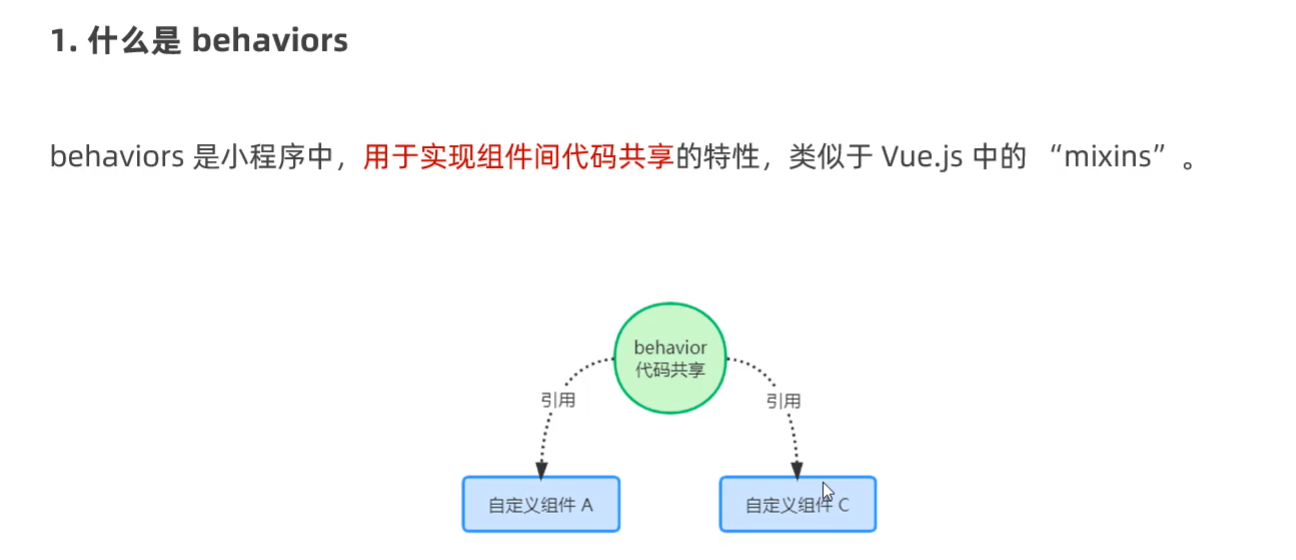 1. 什么是 behaviors
behaviors 是小程序中，用于实现组件间代码共享的特性，类似于 Vue.js 中的 “mixins” 。
behavior
代码共享
引用
引用
自定义组件 A
自定义组件 C